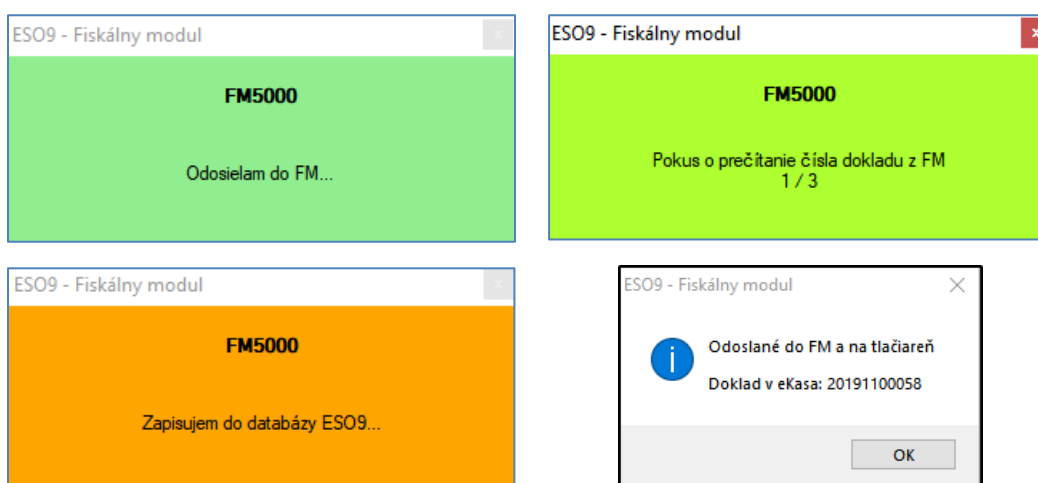 ESO9 - Fiskálny modul
FM5000
Odosielam do FM...
ESO9 - Fiskálny modul
FM5000
Pokus o prečítanie čísla dokladu z FM
1 / 3
ESO9 - Fiskálny modul
FM5000
Zapisujem do databázy ESO9...
ESO9 - Fiskálny modul
Odoslané do FM a na tlačiareň
Doklad v eKasa: 20191100058
OK